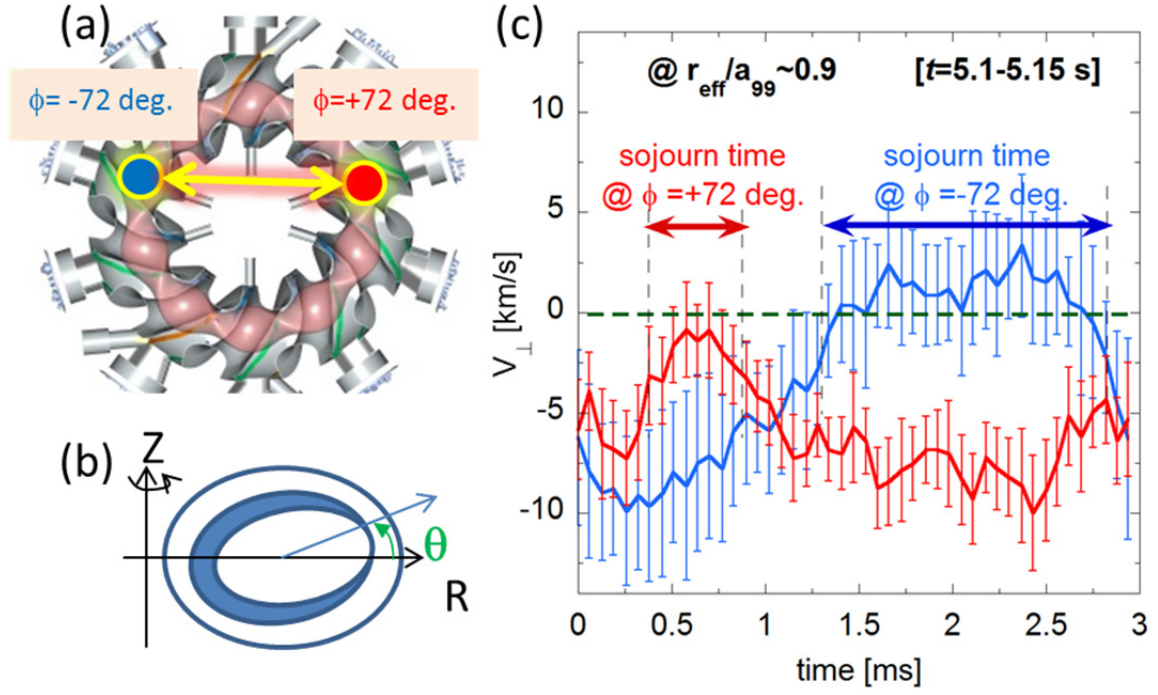 (a)
ϕ= -72 deg.
ϕ=+72 deg.
(b)
Z
θ
R
(c)
@ r_eff/a_99~0.9 [t=5.1-5.15 s]
sojourn time
@ ϕ =+72 deg.
sojourn time
@ ϕ =-72 deg.
V_⊥ [km/s]
10
5
0
-5
-10
0 0.5 1 1.5 2 2.5 3
time [ms]